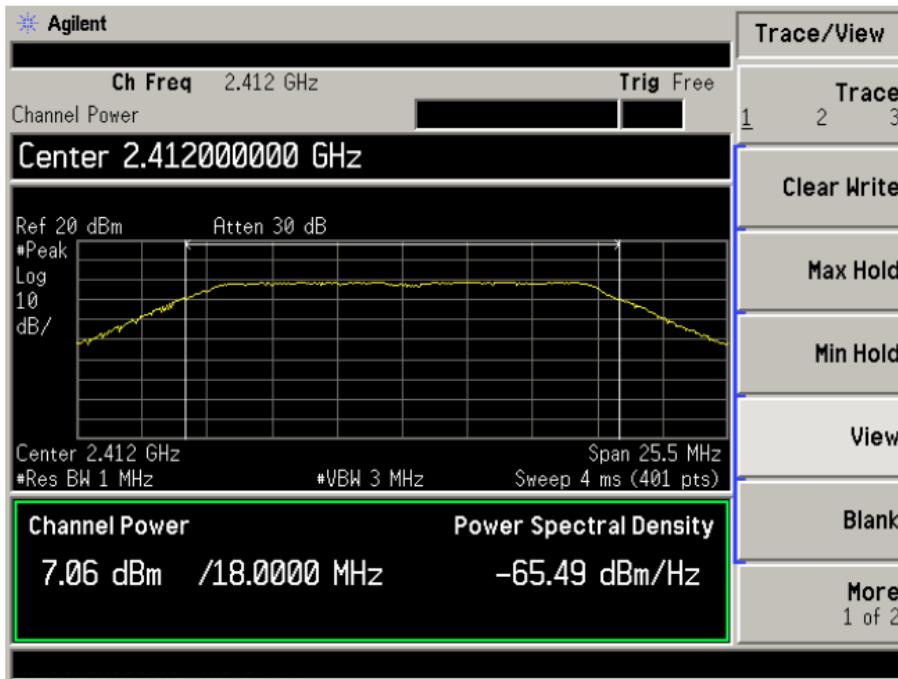 Agilent
Ch Freq 2.412 GHz Trig Free
Channel Power
Center 2.412000000 GHz
Ref 20 dBm Atten 30 dB
#Peak
Log
10
dB/
Center 2.412 GHz Span 25.5 MHz
#Res BW 1 MHz #VBW 3 MHz Sweep 4 ms (401 pts)
Channel Power Power Spectral Density
7.06 dBm /18.0000 MHz -65.49 dBm/Hz
Trace/View
Trace
1 2 3
Clear Write
Max Hold
Min Hold
View
Blank
More
1 of 2